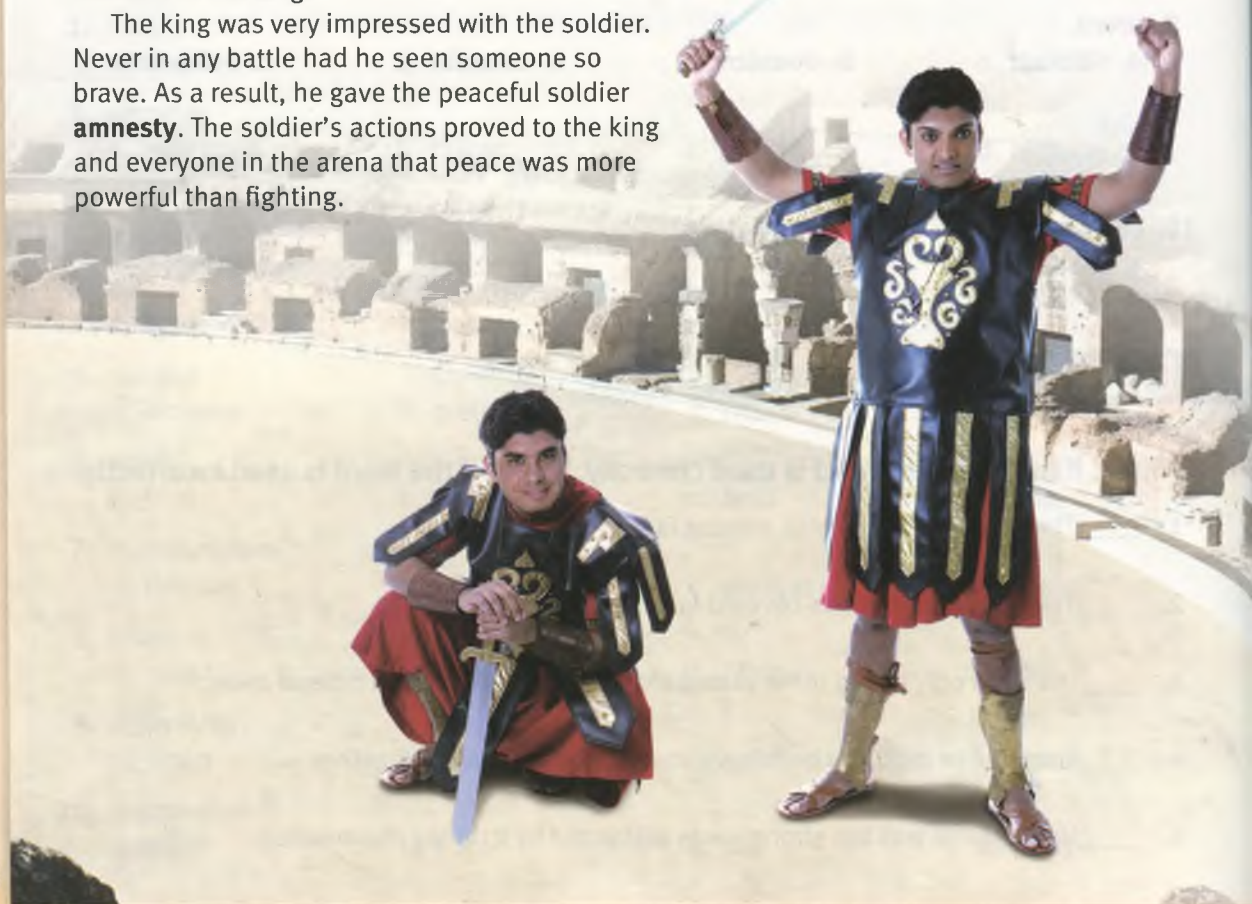 The king was very impressed with the soldier.
Never in any battle had he seen someone so
brave. As a result, he gave the peaceful soldier
amnesty. The soldier's actions proved to the king
and everyone in the arena that peace was more
powerful than fighting.